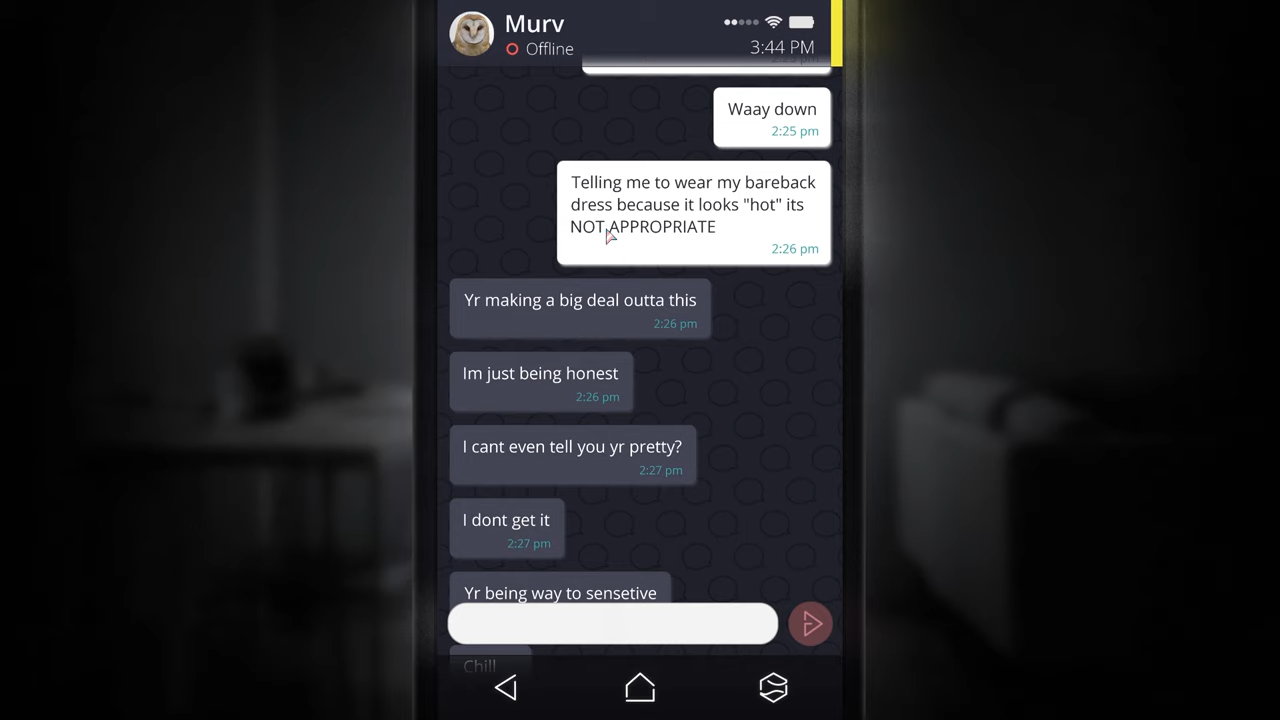 Murv
Offline
3:44 PM
2:25 pm
Waay down
2:25 pm
Telling me to wear my bareback
dress because it looks "hot" its
NOT APPROPRIATE
2:26 pm
Yr making a big deal outta this
2:26 pm
Im just being honest
2:26 pm
I cant even tell you yr pretty?
2:27 pm
I dont get it
2:27 pm
Yr being way to sensetive
Chill